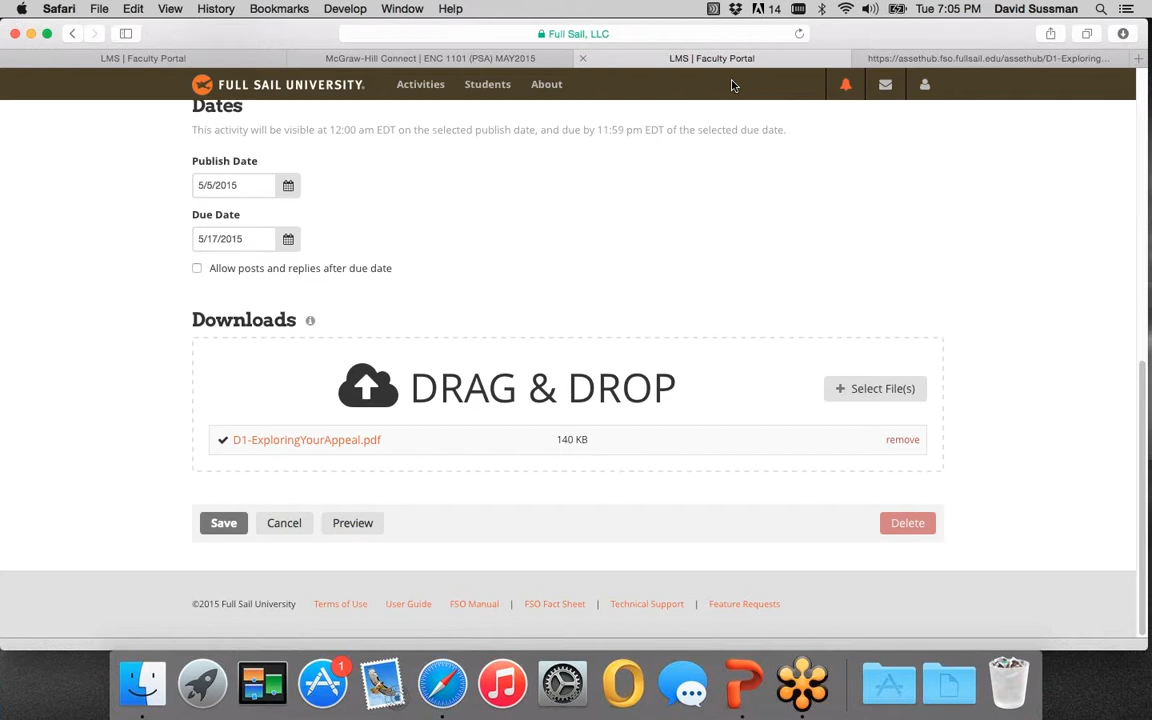 Safari File Edit View History Bookmarks Develop Window Help 14 Tue 7:05 PM David Sussman
Full Sail, LLC
LMS | Faculty Portal McGraw-Hill Connect | ENC 1101 (PSA) MAY2015 LMS | Faculty Portal https://assethub.fso.fullsail.edu/assethub/D1-Exploring...
FULL SAIL UNIVERSITY. Activities Students About
Dates
This activity will be visible at 12:00 am EDT on the selected publish date, and due by 11:59 pm EDT of the selected due date.
Publish Date
5/5/2015
Due Date
5/17/2015
Allow posts and replies after due date
Downloads
DRAG & DROP
+ Select File(s)
D1-ExploringYourAppeal.pdf 140 KB remove
Save Cancel Preview Delete
©2015 Full Sail University Terms of Use User Guide FSO Manual | FSO Fact Sheet | Technical Support | Feature Requests
1